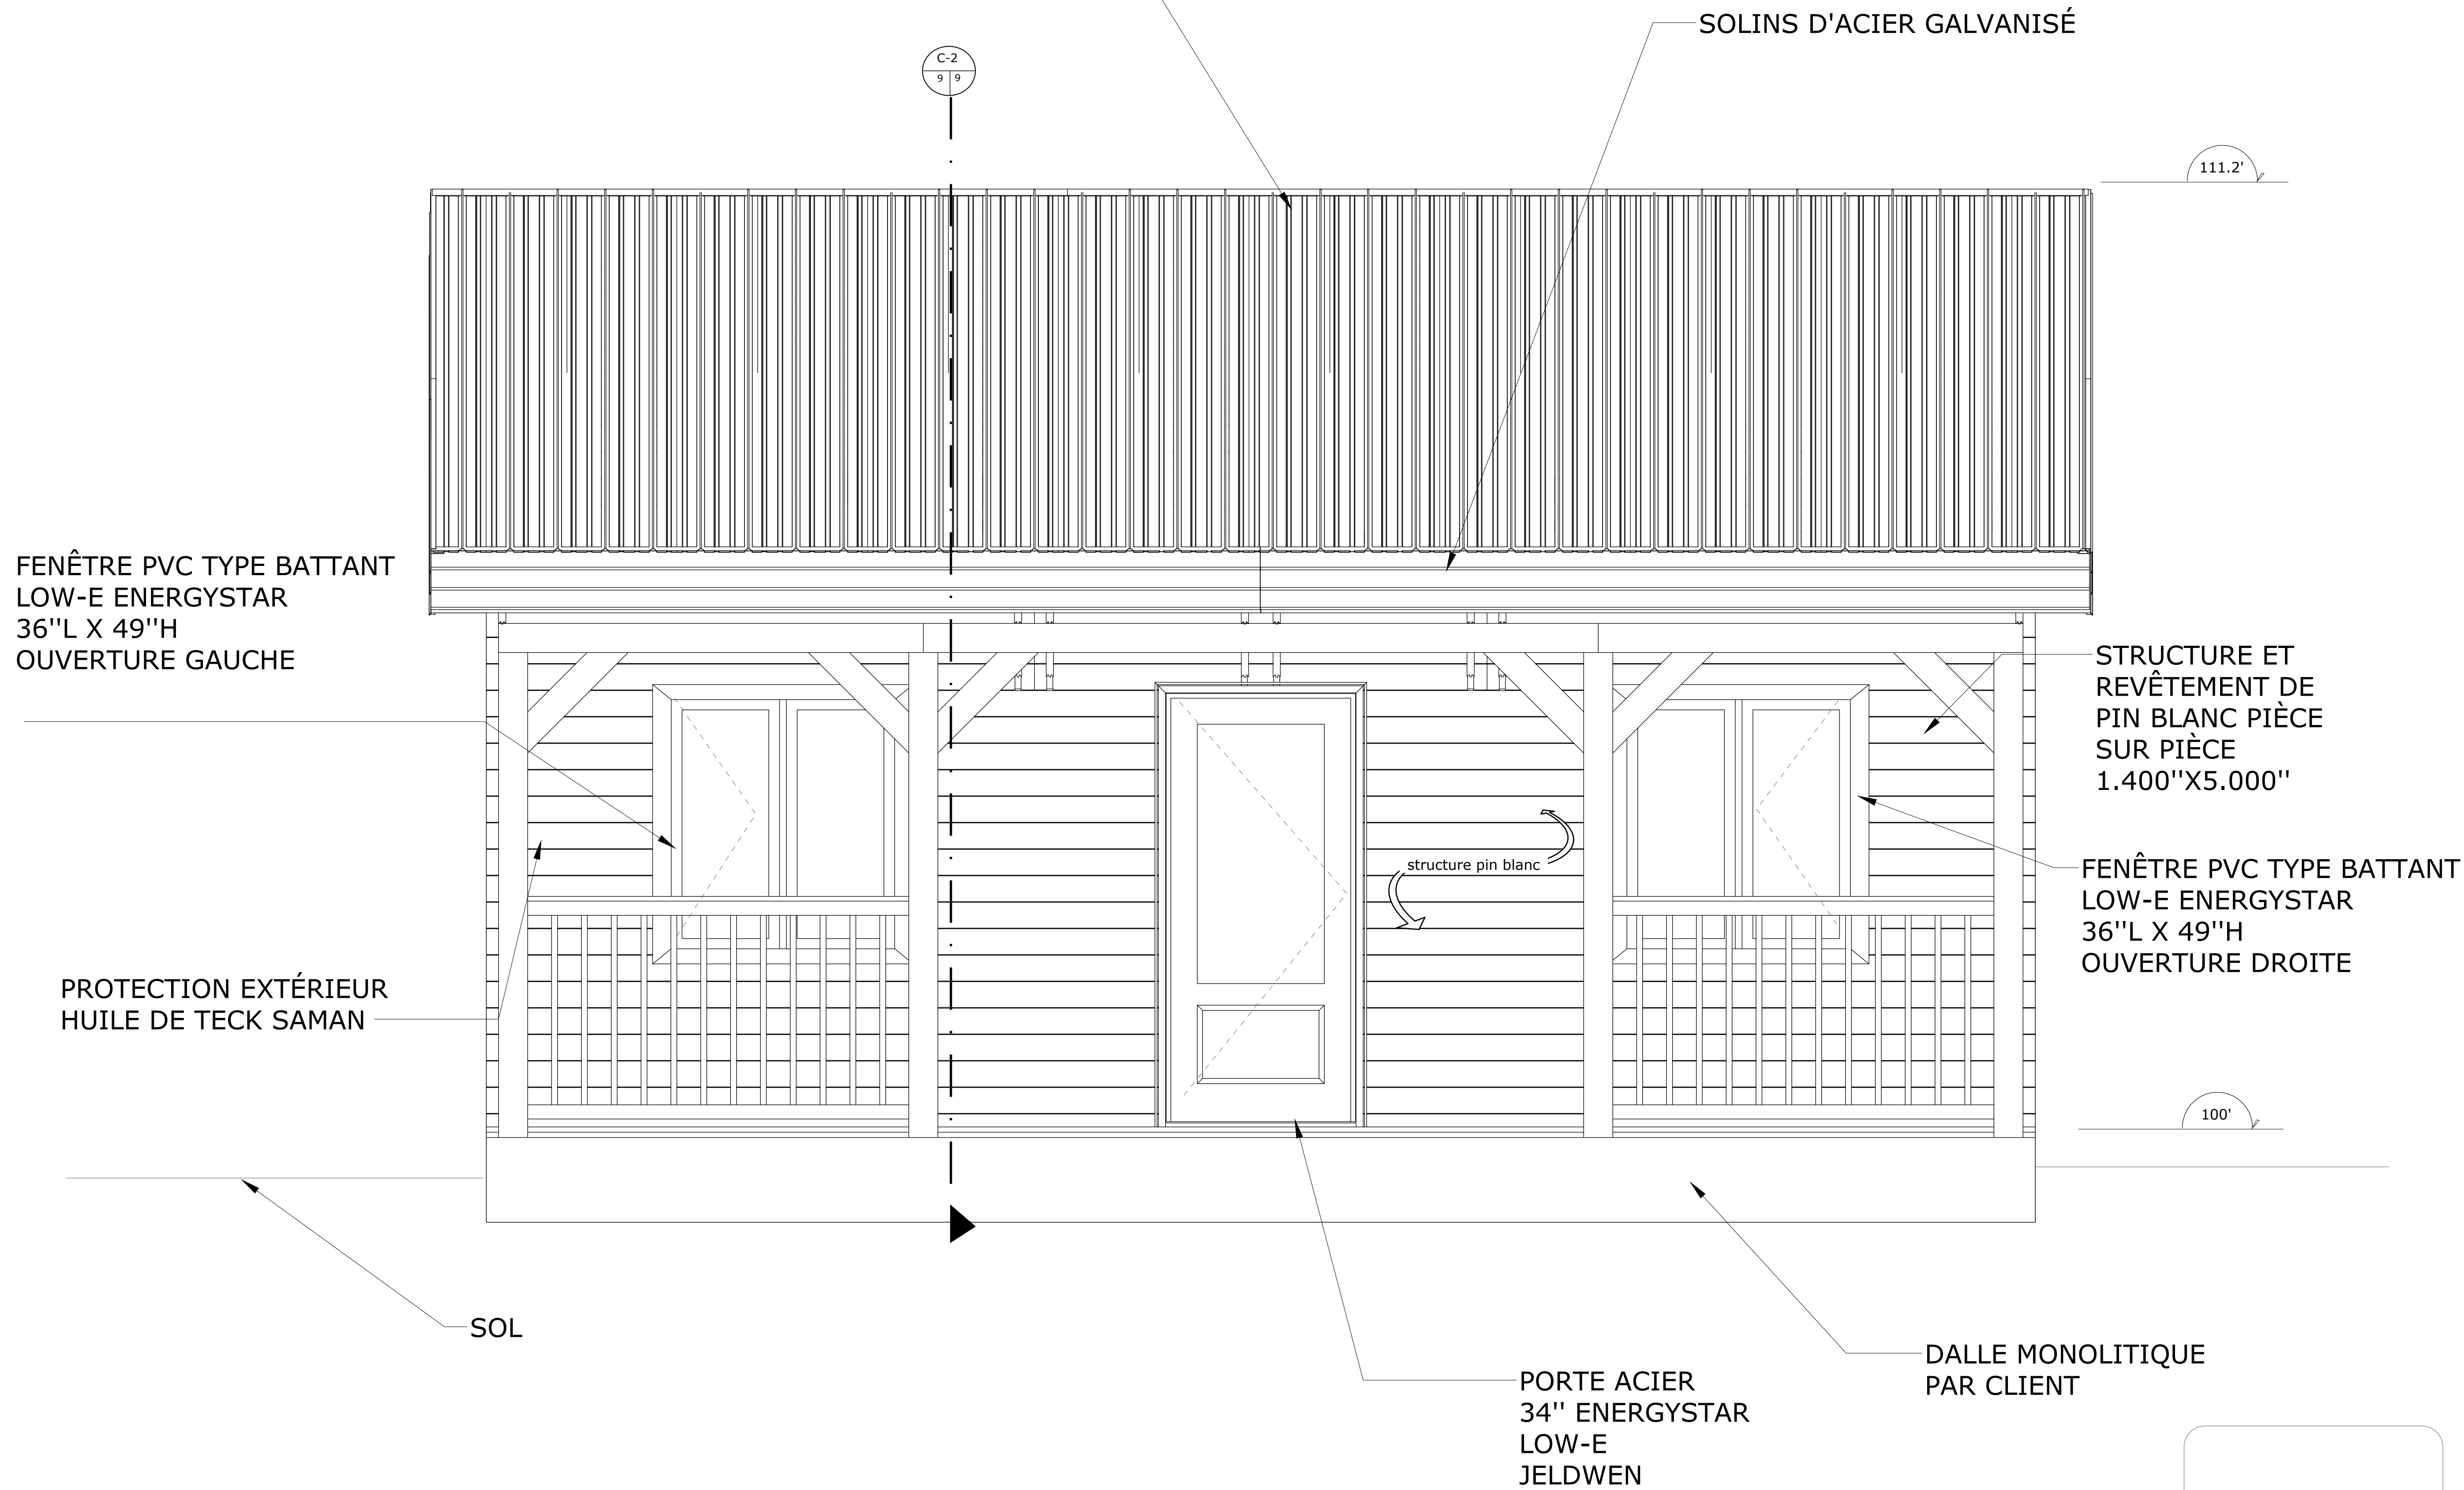 SOLINS D'ACIER GALVANISÉ
C-2
9 9
111.2'
FENÊTRE PVC TYPE BATTANT
LOW-E ENERGYSTAR
36''L X 49''H
OUVERTURE GAUCHE
STRUCTURE ET
REVÊTEMENT DE
PIN BLANC PIÈCE
SUR PIÈCE
1.400''X5.000''
structure pin blanc
FENÊTRE PVC TYPE BATTANT
LOW-E ENERGYSTAR
36''L X 49''H
OUVERTURE DROITE
PROTECTION EXTÉRIEUR
HUILE DE TECK SAMAN
100'
SOL
DALLE MONOLITIQUE
PAR CLIENT
PORTE ACIER
34'' ENERGYSTAR
LOW-E
JELDWEN